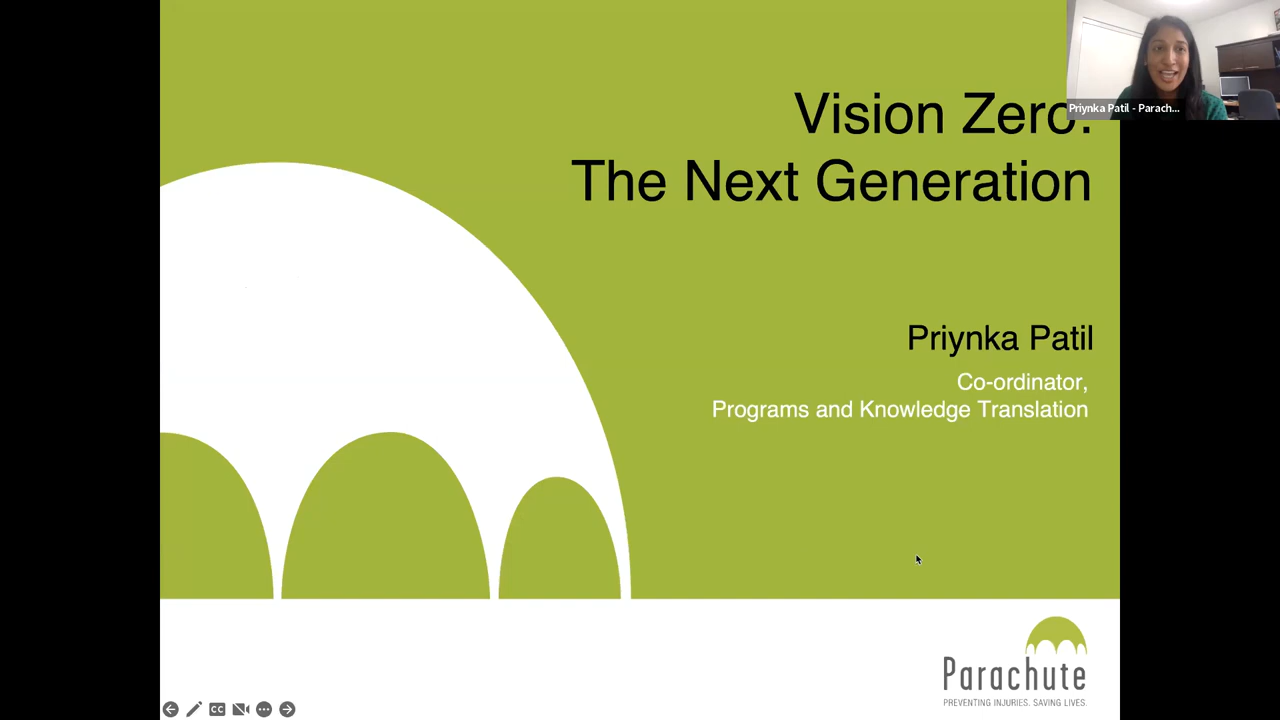 Vision Zero:
The Next Generation
Priynka Patil - Parach...
Priynka Patil
Co-ordinator,
Programs and Knowledge Translation
Parachute
PREVENTING INJURIES. SAVING LIVES.
CC